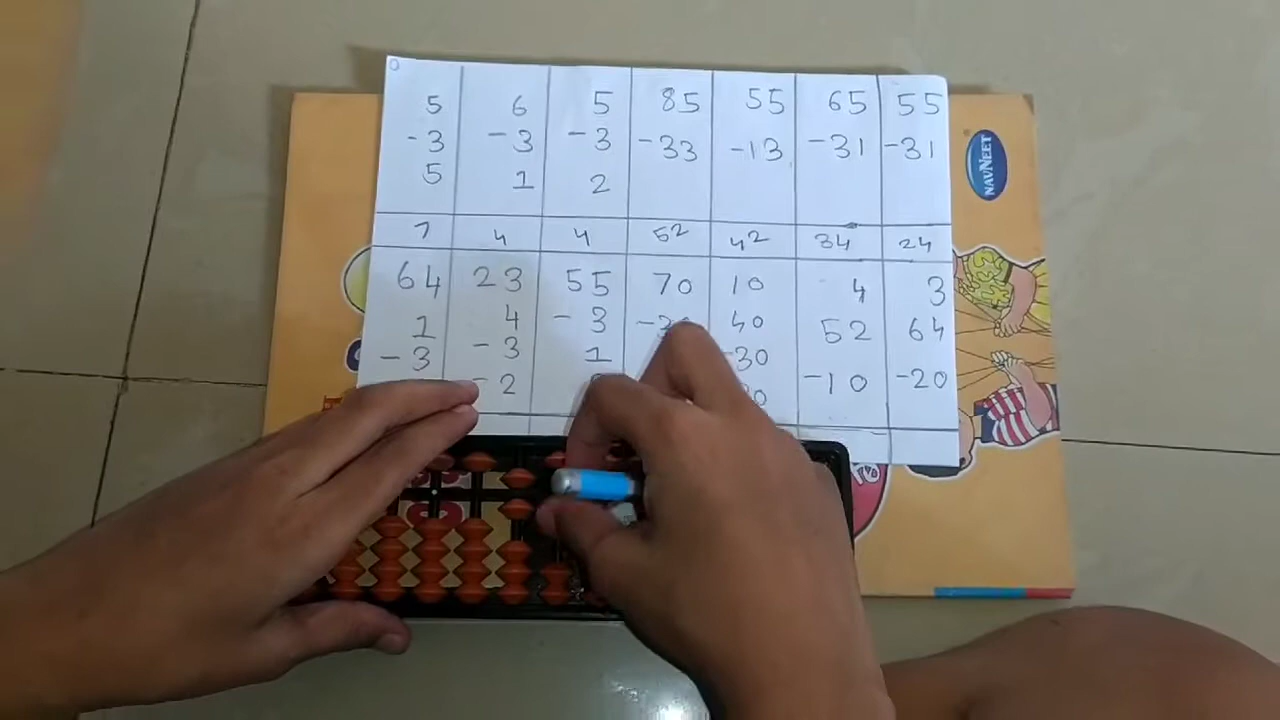 5 6 5 85 55 65 55
-3 -3 -3 -33 -13 -31 -31
5 1 2
7 4 4 52 42 34 24
64 23 55 70 10 4 3
1 4 -3 40 52 64
-3 -3 1 -30
-2 -10 -20
NAVNEET